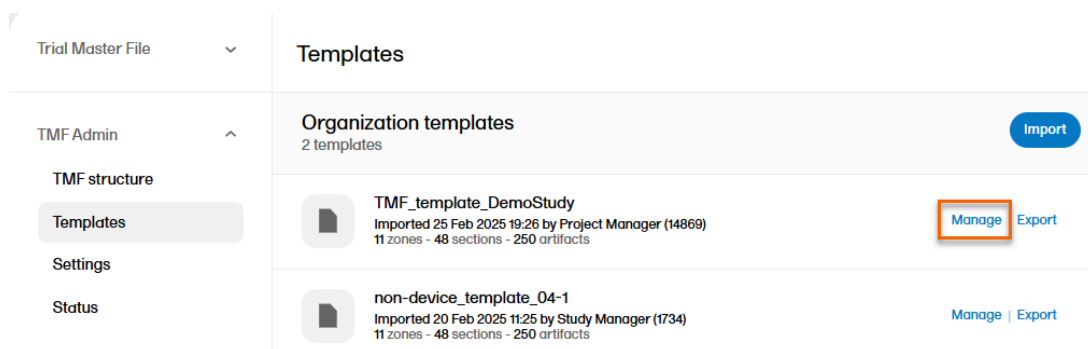 Trial Master File
TMF Admin
TMF structure
Templates
Settings
Status
Templates
Organization templates
2 templates
Import
TMF_template_DemoStudy
Imported 25 Feb 2025 19:26 by Project Manager (14869)
11 zones - 48 sections - 250 artifacts
Manage Export
non-device_template_04-1
Imported 20 Feb 2025 11:25 by Study Manager (1734)
11 zones - 48 sections - 250 artifacts
Manage | Export